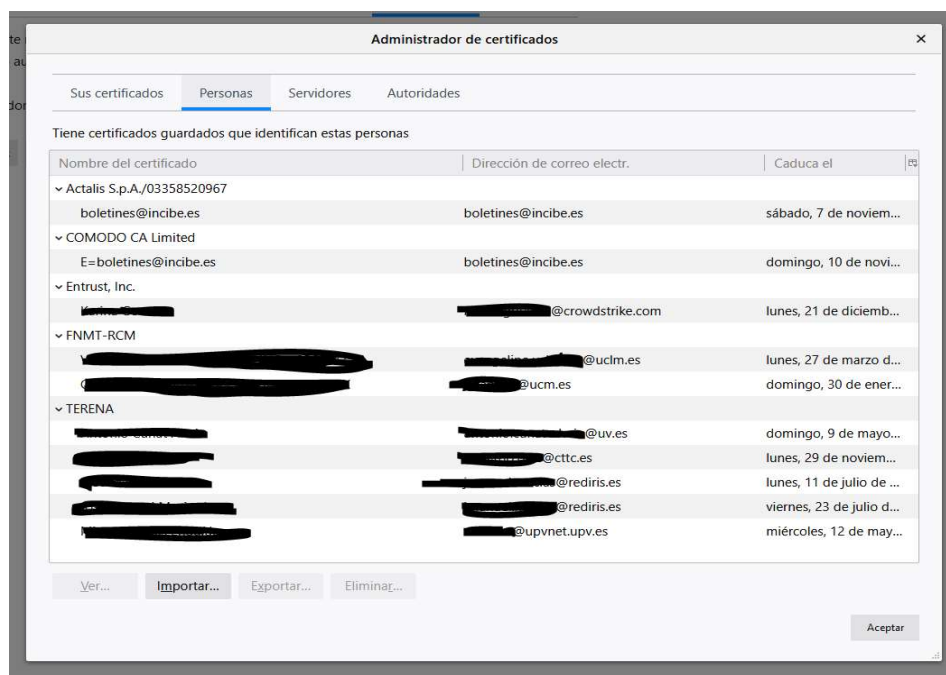 Administrador de certificados ×
Sus certificados Personas Servidores Autoridades
Tiene certificados guardados que identifican estas personas
Nombre del certificado Dirección de correo electr. Caduca el
Actalis S.p.A./03358520967
boletines@incibe.es boletines@incibe.es sábado, 7 de noviem...
COMODO CA Limited
E=boletines@incibe.es boletines@incibe.es domingo, 10 de novi...
Entrust, Inc.
@crowdstrike.com lunes, 21 de diciemb...
FNMT-RCM
@uclm.es lunes, 27 de marzo d...
@ucm.es domingo, 30 de ener...
TERENA
@uv.es domingo, 9 de mayo...
@cttc.es lunes, 29 de noviem...
@rediris.es lunes, 11 de julio de ...
@rediris.es viernes, 23 de julio d...
@upvnet.upv.es miércoles, 12 de may...
Ver... Importar... Exportar... Eliminar...
Aceptar